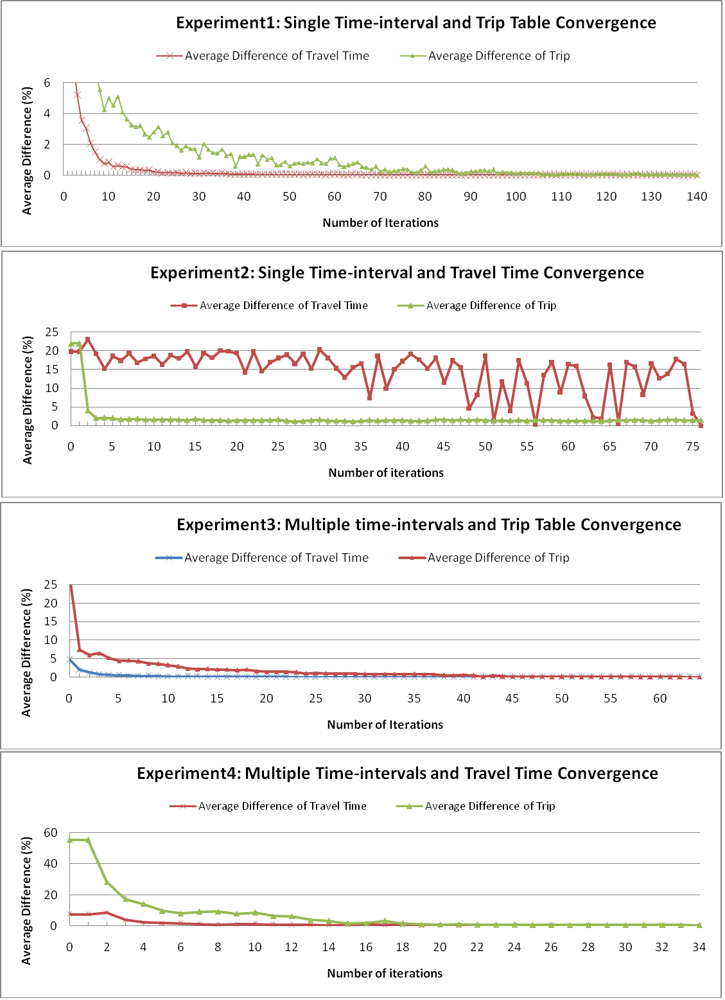 Experiment1: Single Time-interval and Trip Table Convergence
Average Difference of Travel Time Average Difference of Trip
Average Difference (%)
6
4
2
0
0 10 20 30 40 50 60 70 80 90 100 110 120 130 140
Number of Iterations
Experiment2: Single Time-interval and Travel Time Convergence
Average Difference of Travel Time Average Difference of Trip
Average Difference (%)
25
20
15
10
5
0
0 5 10 15 20 25 30 35 40 45 50 55 60 65 70 75
Number of iterations
Experiment3: Multiple time-intervals and Trip Table Convergence
Average Difference of Travel Time Average Difference of Trip
Average Difference (%)
25
20
15
10
5
0
0 5 10 15 20 25 30 35 40 45 50 55 60
Number of Iterations
Experiment4: Multiple Time-intervals and Travel Time Convergence
Average Difference of Travel Time Average Difference of Trip
Average Difference (%)
60
40
20
0
0 2 4 6 8 10 12 14 16 18 20 22 24 26 28 30 32 34
Number of iterations